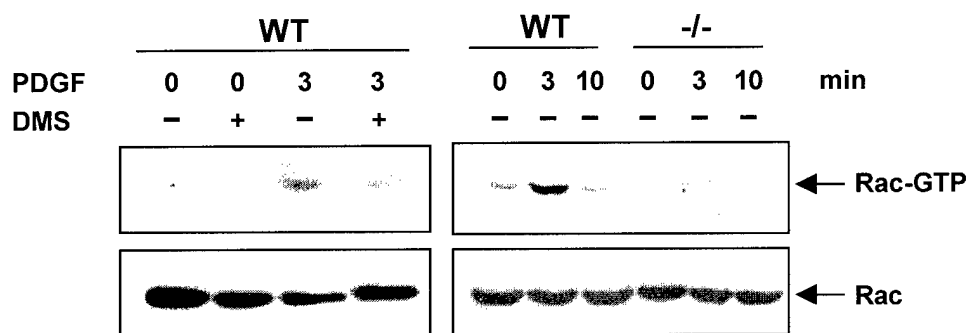 WT WT -/-
PDGF 0 0 3 3 0 3 10 0 3 10 min
DMS – + – + – – – – – –
Rac-GTP
Rac